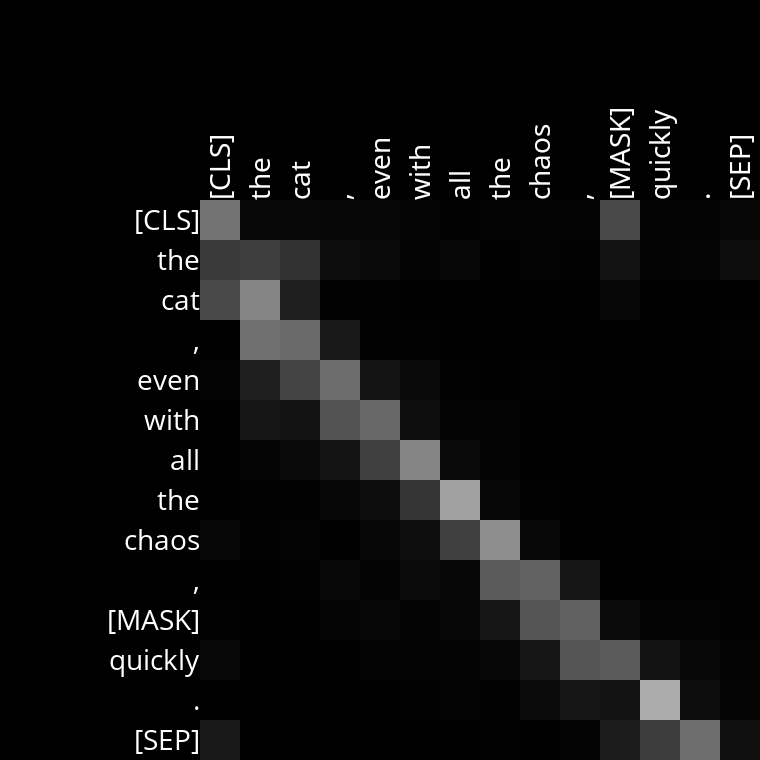 [CLS] the cat , even with all the chaos , [MASK] quickly . [SEP]
[CLS]
the
cat
,
even
with
all
the
chaos
,
[MASK]
quickly
.
[SEP]